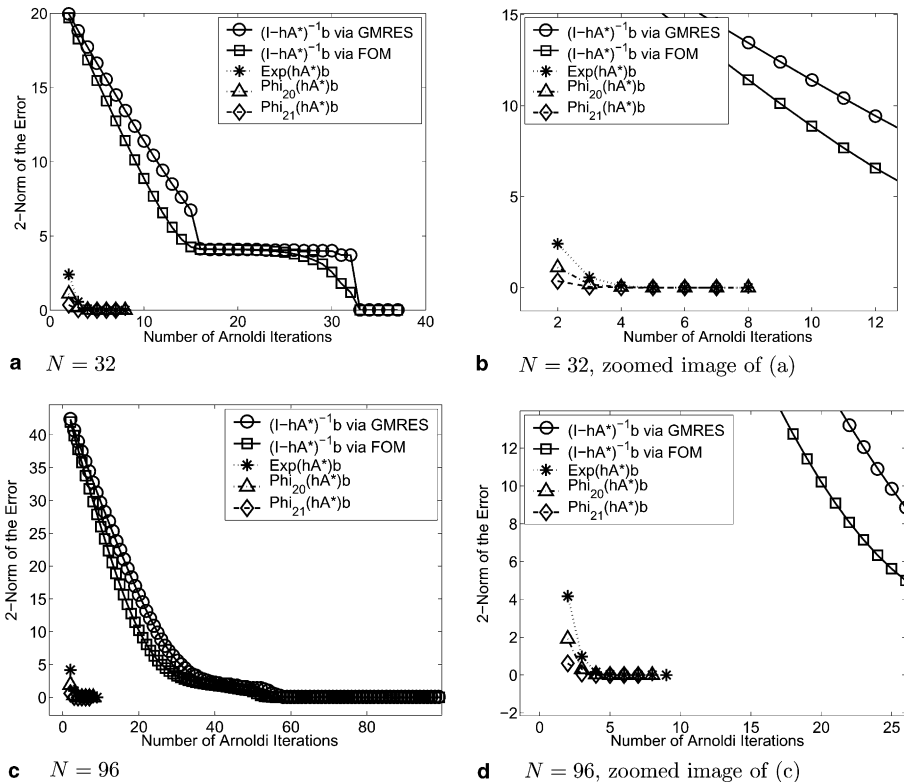 20
15
10
5
0
0
10
20
30
40
2−Norm of the Error
Number of Arnoldi Iterations
(I−hA*)−1b via GMRES
(I−hA*)−1b via FOM
Exp(hA*)b
Phi20(hA*)b
Phi21(hA*)b
a N = 32
15
10
5
0
2
4
6
8
10
12
2−Norm of the Error
Number of Arnoldi Iterations
(I−hA*)−1b via GMRES
(I−hA*)−1b via FOM
Exp(hA*)b
Phi20(hA*)b
Phi21(hA*)b
b N = 32, zoomed image of (a)
40
35
30
25
20
15
10
5
0
0
20
40
60
80
2−Norm of the Error
Number of Arnoldi Iterations
(I−hA*)−1b via GMRES
(I−hA*)−1b via FOM
Exp(hA*)b
Phi20(hA*)b
Phi21(hA*)b
c N = 96
12
10
8
6
4
2
0
−2
0
5
10
15
20
25
2−Norm of the Error
Number of Arnoldi Iterations
(I−hA*)−1b via GMRES
(I−hA*)−1b via FOM
Exp(hA*)b
Phi20(hA*)b
Phi21(hA*)b
d N = 96, zoomed image of (c)